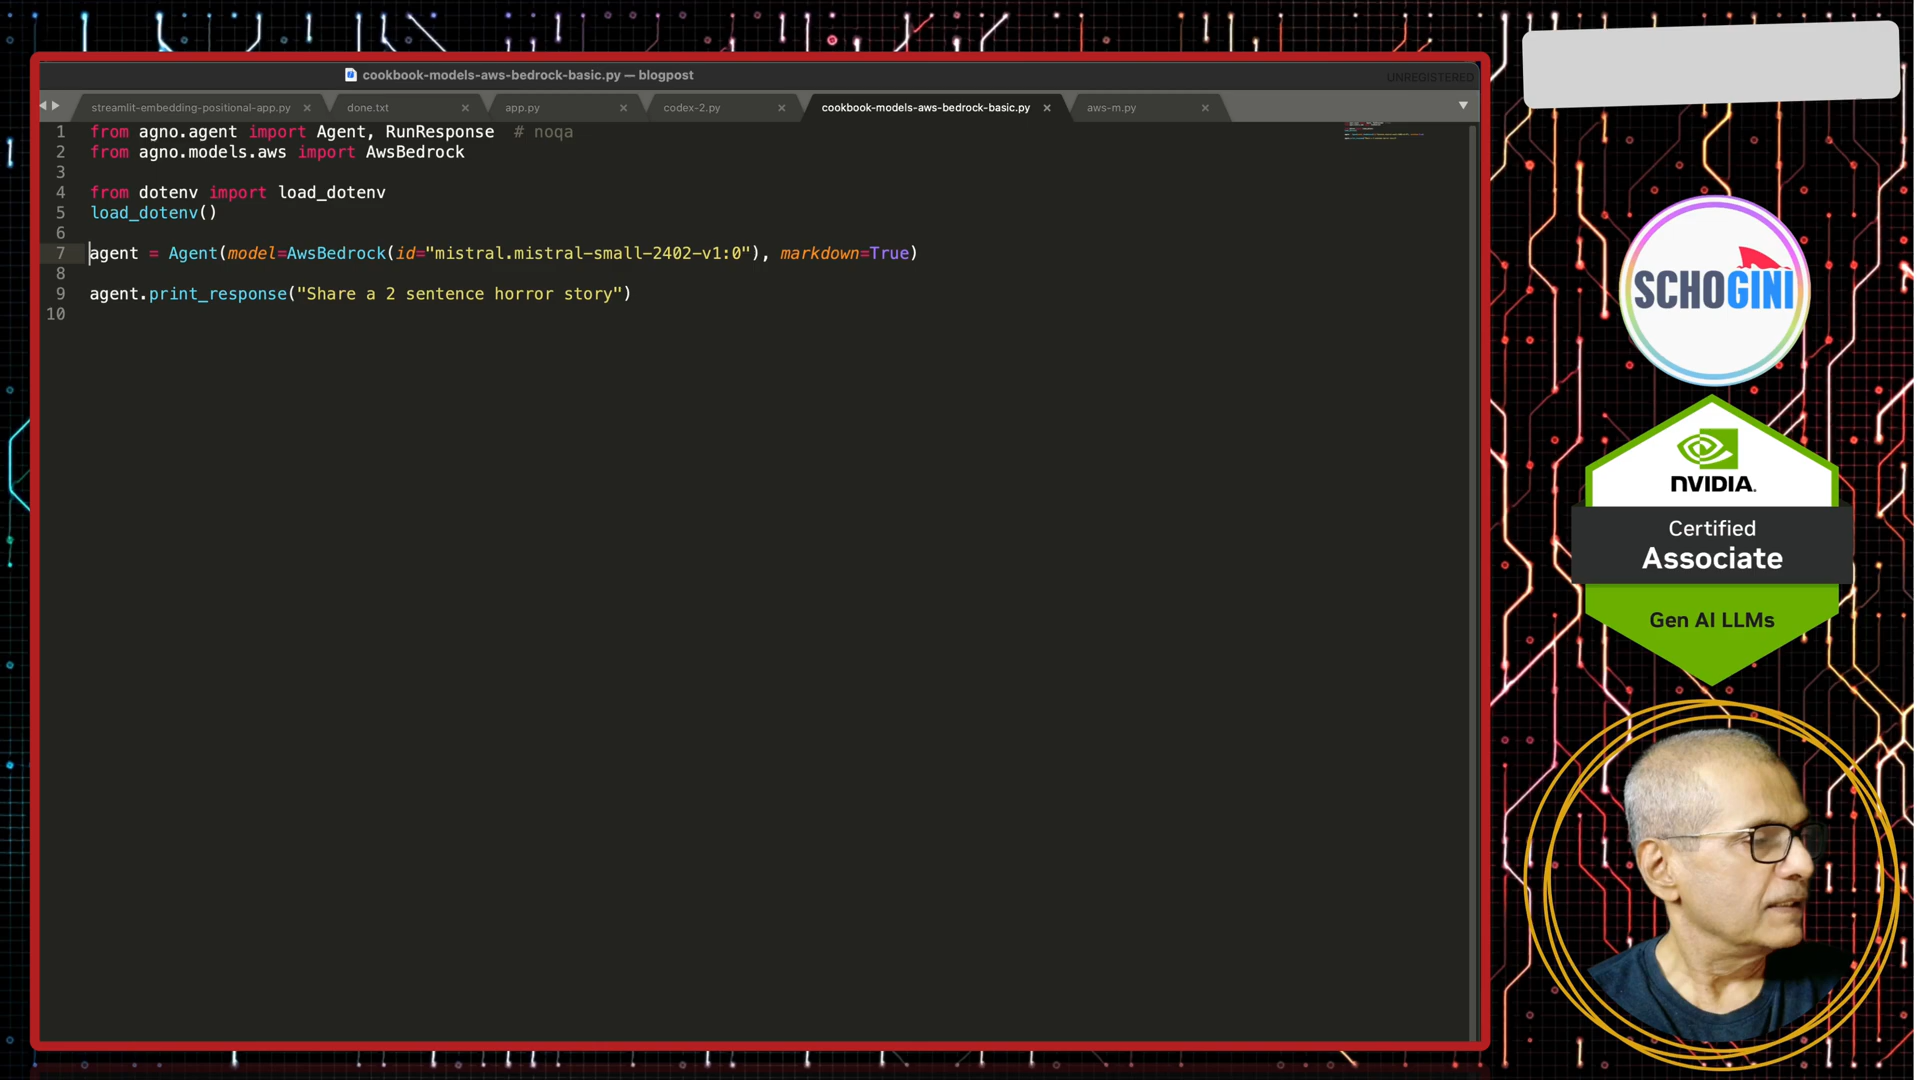 cookbook-models-aws-bedrock-basic.py — blogpost
UNREGISTERED
streamlit-embedding-positional-app.py
done.txt
app.py
codex-2.py
cookbook-models-aws-bedrock-basic.py
aws-m.py
1 from agno.agent import Agent, RunResponse  # noqa
2 from agno.models.aws import AwsBedrock
3
4 from dotenv import load_dotenv
5 load_dotenv()
6
7 agent = Agent(model=AwsBedrock(id="mistral.mistral-small-2402-v1:0"), markdown=True)
8
9 agent.print_response("Share a 2 sentence horror story")
10
SCHOGINI
NVIDIA.
Certified
Associate
Gen AI LLMs